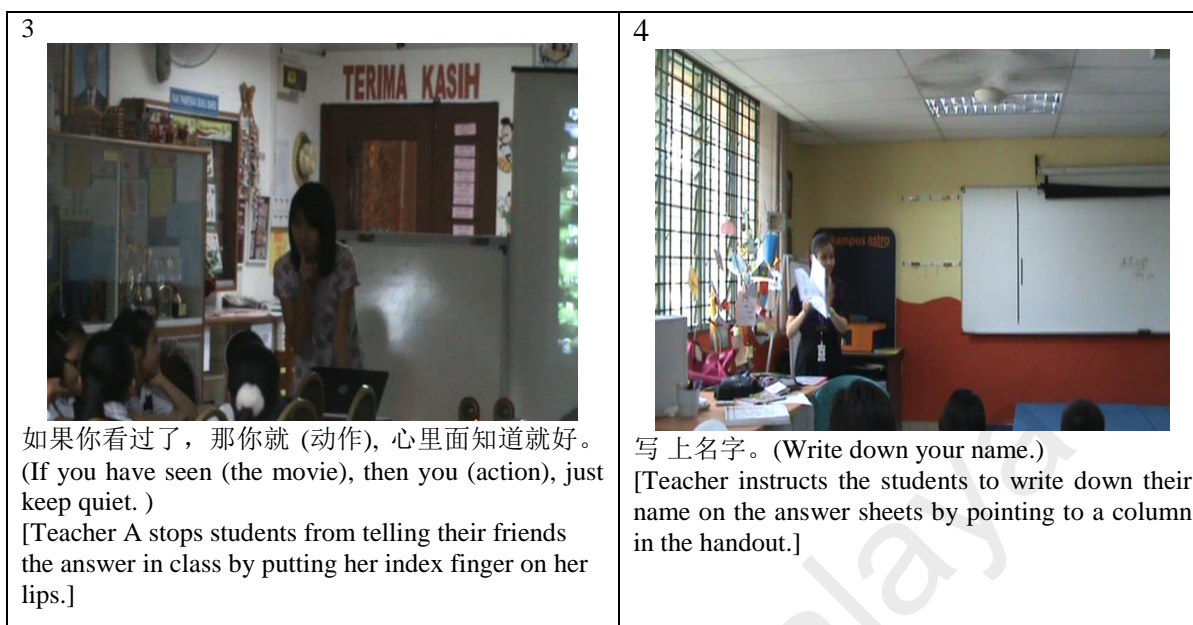 3
TERIMA KASIH
如果你看过了，那你就 (动作), 心里面知道就好。
(If you have seen (the movie), then you (action), just
keep quiet. )
[Teacher A stops students from telling their friends
the answer in class by putting her index finger on her
lips.]
4
kampus astro
写 上名字。(Write down your name.)
[Teacher instructs the students to write down their
name on the answer sheets by pointing to a column
in the handout.]
alaya